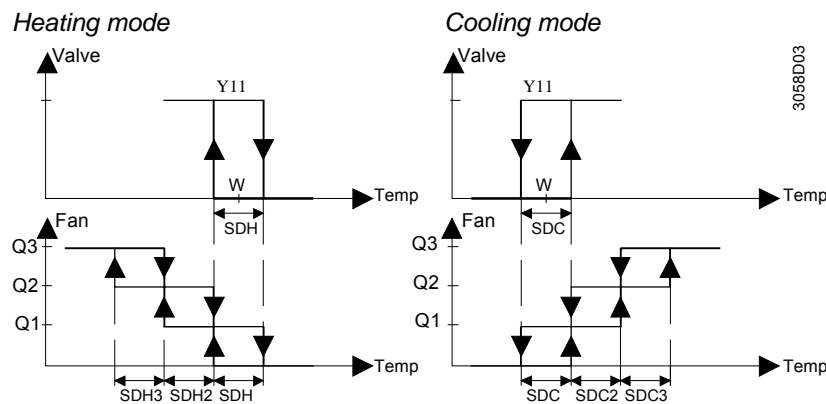 Heating mode
Cooling mode
Valve
Y11
W
Temp
SDH
Valve
Y11
W
Temp
SDC
3058D03
Fan
Q3
Q2
Q1
Temp
SDH3 SDH2 SDH
Fan
Q3
Q2
Q1
Temp
SDC SDC2 SDC3